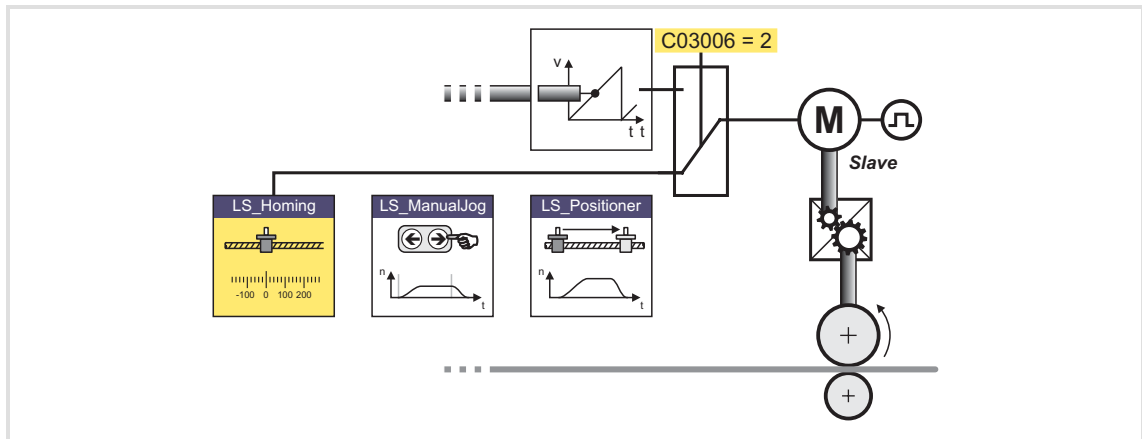 C03006 = 2
v
t t
M
Slave
LS_Homing
LS_ManualJog
LS_Positioner
-100 0 100 200
n
t
n
t